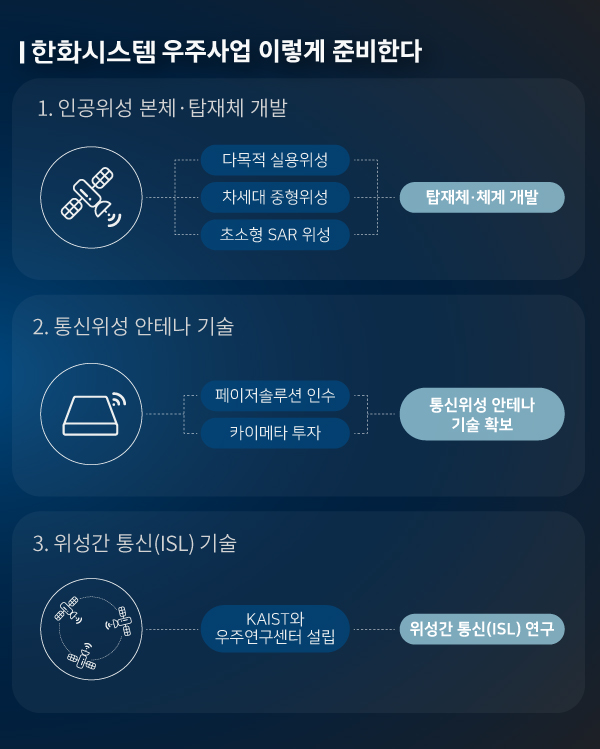 한화시스템 우주사업 이렇게 준비한다
1. 인공위성 본체·탑재체 개발
다목적 실용위성
차세대 중형위성
초소형 SAR 위성
탑재체·체계 개발
2. 통신위성 안테나 기술
페이저솔루션 인수
카이메타 투자
통신위성 안테나
기술 확보
3. 위성간 통신(ISL) 기술
KAIST와
우주연구센터 설립
위성간 통신(ISL) 연구